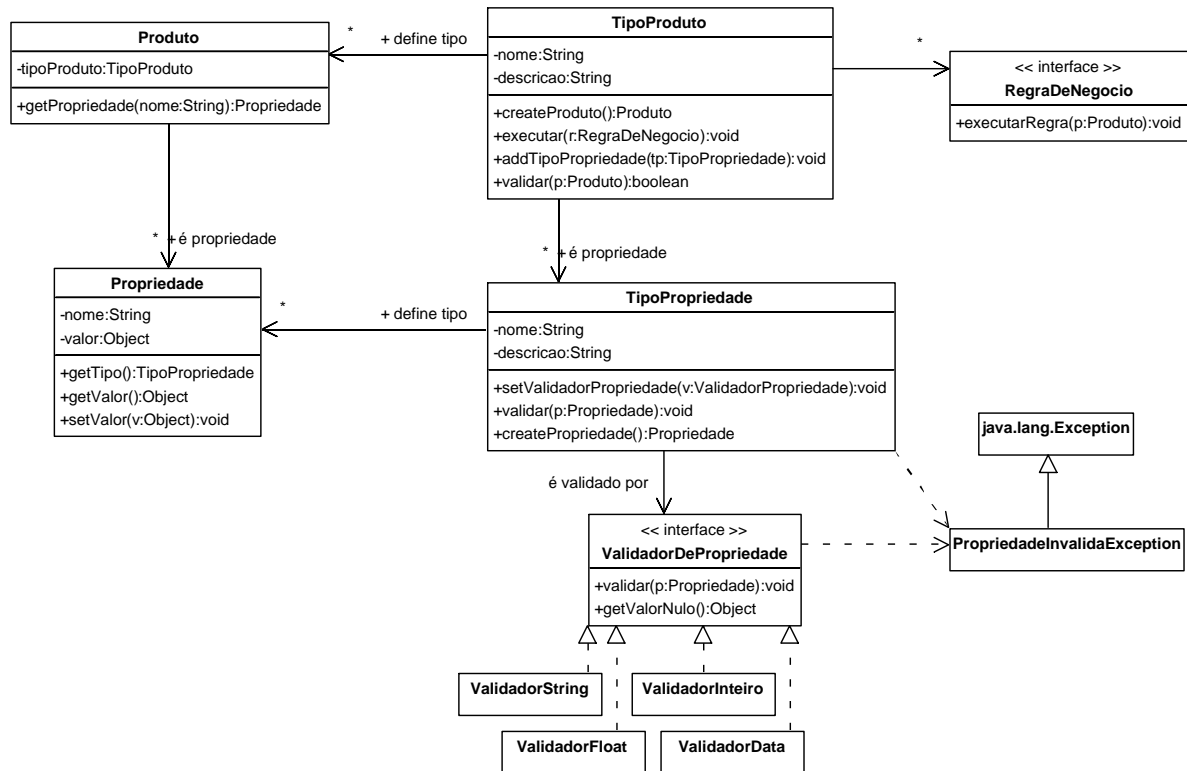 Produto
-tipoProduto:TipoProduto
+getPropriedade(nome:String):Propriedade
*
+ define tipo
TipoProduto
-nome:String
-descricao:String
+createProduto():Produto
+executar(r:RegraDeNegocio):void
+addTipoPropriedade(tp:TipoPropriedade):void
+validar(p:Produto):boolean
*
<< interface >>
RegraDeNegocio
+executarRegra(p:Produto):void
* + é propriedade
* + é propriedade
Propriedade
-nome:String
-valor:Object
+getTipo():TipoPropriedade
+getValor():Object
+setValor(v:Object):void
*
+ define tipo
TipoPropriedade
-nome:String
-descricao:String
+setValidadorPropriedade(v:ValidadorPropriedade):void
+validar(p:Propriedade):void
+createPropriedade():Propriedade
java.lang.Exception
é validado por
<< interface >>
ValidadorDePropriedade
+validar(p:Propriedade):void
+getValorNulo():Object
PropriedadeInvalidaException
ValidadorString
ValidadorInteiro
ValidadorFloat
ValidadorData